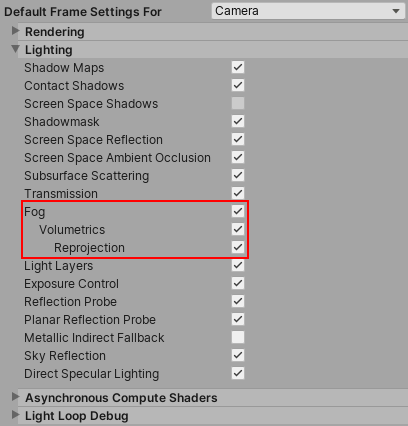 Default Frame Settings For Camera
Rendering
Lighting
Shadow Maps
Contact Shadows
Screen Space Shadows
Shadowmask
Screen Space Reflection
Screen Space Ambient Occlusion
Subsurface Scattering
Transmission
Fog
Volumetrics
Reprojection
Light Layers
Exposure Control
Reflection Probe
Planar Reflection Probe
Metallic Indirect Fallback
Sky Reflection
Direct Specular Lighting
Asynchronous Compute Shaders
Light Loop Debug